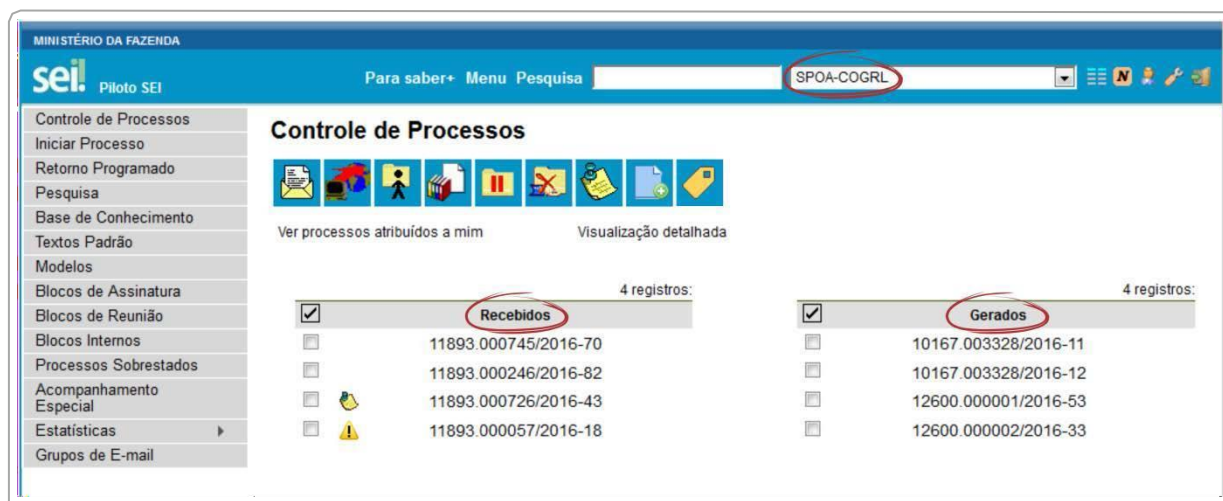 MINISTÉRIO DA FAZENDA
sei! Piloto SEI
Para saber+ Menu Pesquisa
SPOA-COGRL
N
Controle de Processos
Iniciar Processo
Retorno Programado
Pesquisa
Base de Conhecimento
Textos Padrão
Modelos
Blocos de Assinatura
Blocos de Reunião
Blocos Internos
Processos Sobrestados
Acompanhamento
Especial
Estatísticas
Grupos de E-mail
Controle de Processos
Ver processos atribuídos a mim
Visualização detalhada
4 registros:
Recebidos
11893.000745/2016-70
11893.000246/2016-82
11893.000726/2016-43
11893.000057/2016-18
4 registros:
Gerados
10167.003328/2016-11
10167.003328/2016-12
12600.000001/2016-53
12600.000002/2016-33